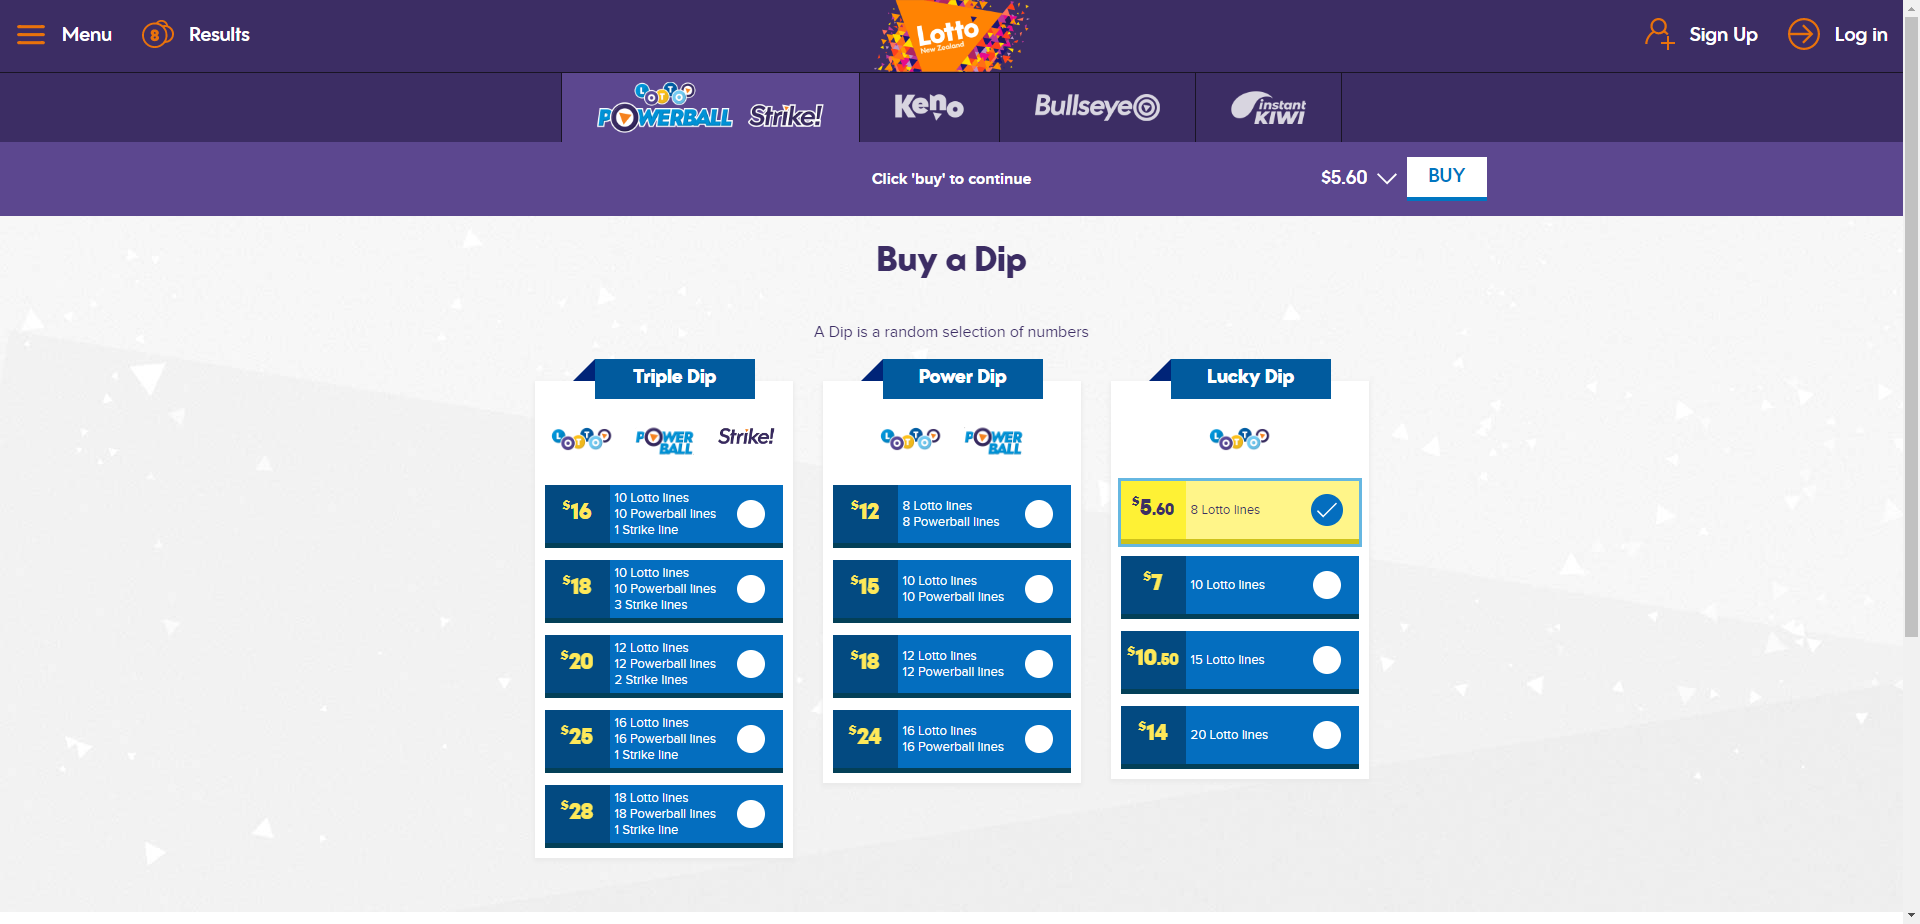 Menu
8
Results
Lotto
New Zealand
Sign Up
Log in
LOTTO
POWERBALL
Strike!
Keno
Bullseye
instant
KIWI
Click 'buy' to continue
$5.60
BUY
Buy a Dip
A Dip is a random selection of numbers
Triple Dip
LOTTO
POWER
BALL
Strike!
$16
10 Lotto lines
10 Powerball lines
1 Strike line
$18
10 Lotto lines
10 Powerball lines
3 Strike lines
$20
12 Lotto lines
12 Powerball lines
2 Strike lines
$25
16 Lotto lines
16 Powerball lines
1 Strike line
$28
18 Lotto lines
18 Powerball lines
1 Strike line
Power Dip
LOTTO
POWER
BALL
$12
8 Lotto lines
8 Powerball lines
$15
10 Lotto lines
10 Powerball lines
$18
12 Lotto lines
12 Powerball lines
$24
16 Lotto lines
16 Powerball lines
Lucky Dip
LOTTO
$5.60
8 Lotto lines
$7
10 Lotto lines
$10.50
15 Lotto lines
$14
20 Lotto lines